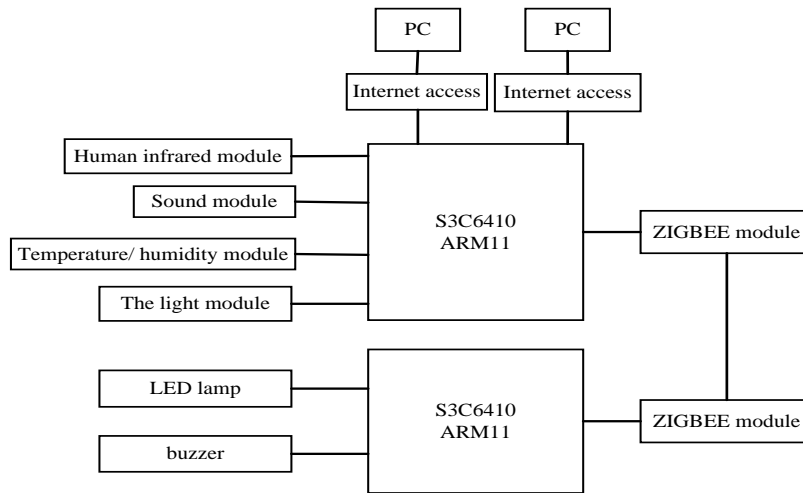 PC
PC
Internet access
Internet access
Human infrared module
Sound module
Temperature/ humidity module
The light module
S3C6410
ARM11
ZIGBEE module
LED lamp
buzzer
S3C6410
ARM11
ZIGBEE module